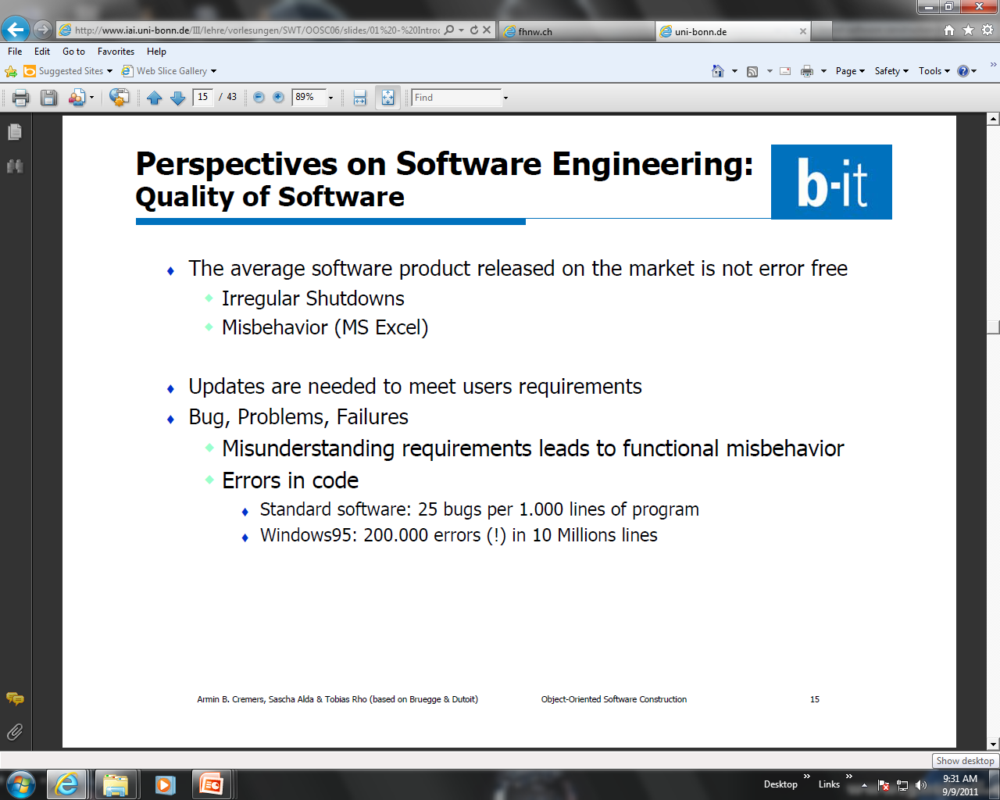 http://www.iai.uni-bonn.de/III/lehre/vorlesungen/SWT/OOSC06/slides/01%20-%20Introd
fhnw.ch
uni-bonn.de
File Edit Go to Favorites Help
Suggested Sites Web Slice Gallery
Page Safety Tools
15 / 43 89% Find
Perspectives on Software Engineering:
Quality of Software
b-it
The average software product released on the market is not error free
Irregular Shutdowns
Misbehavior (MS Excel)
Updates are needed to meet users requirements
Bug, Problems, Failures
Misunderstanding requirements leads to functional misbehavior
Errors in code
Standard software: 25 bugs per 1.000 lines of program
Windows95: 200.000 errors (!) in 10 Millions lines
Armin B. Cremers, Sascha Alda & Tobias Rho (based on Bruegge & Dutoit) Object-Oriented Software Construction 15
Show desktop
Desktop » Links »
9:31 AM
9/9/2011